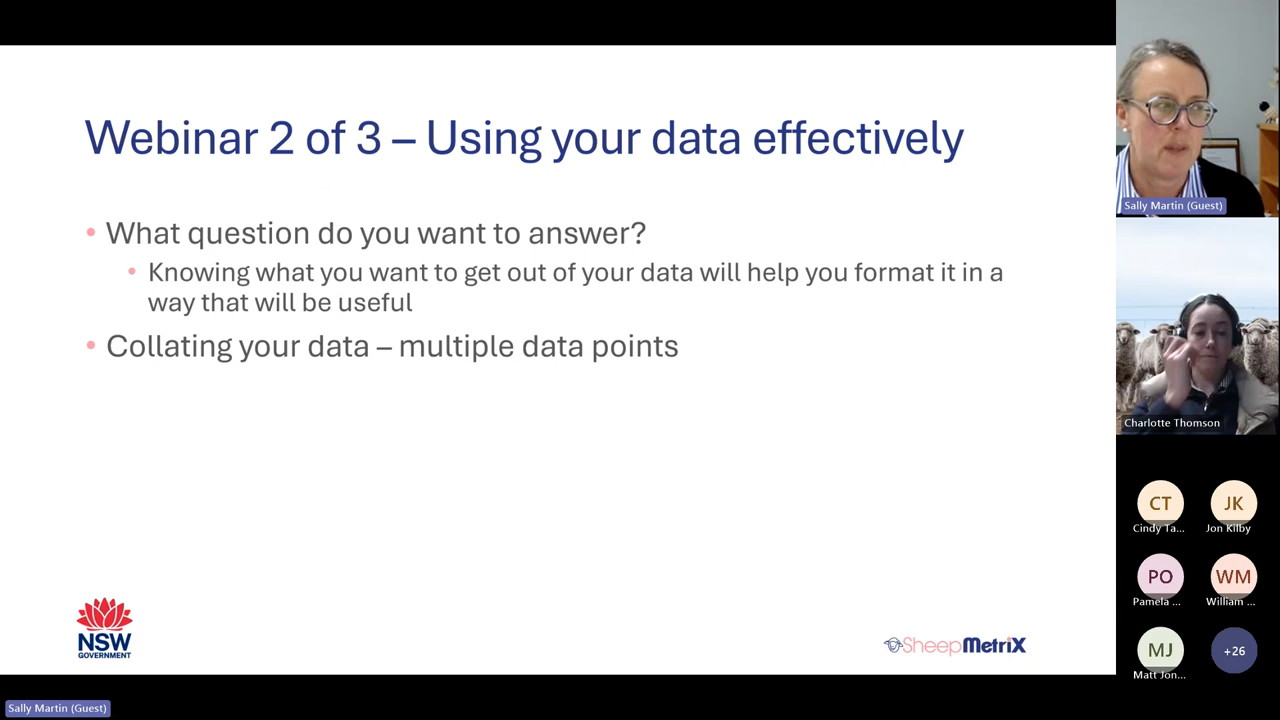 Webinar 2 of 3 – Using your data effectively
• What question do you want to answer?
• Knowing what you want to get out of your data will help you format it in a
way that will be useful
• Collating your data – multiple data points
NSW
GOVERNMENT
SheepMetriX
Sally Martin (Guest)
Sally Martin (Guest)
Charlotte Thomson
CT
JK
Cindy Ta...
Jon Kilby
PO
WM
Pamela ...
William ...
MJ
+26
Matt Jon...